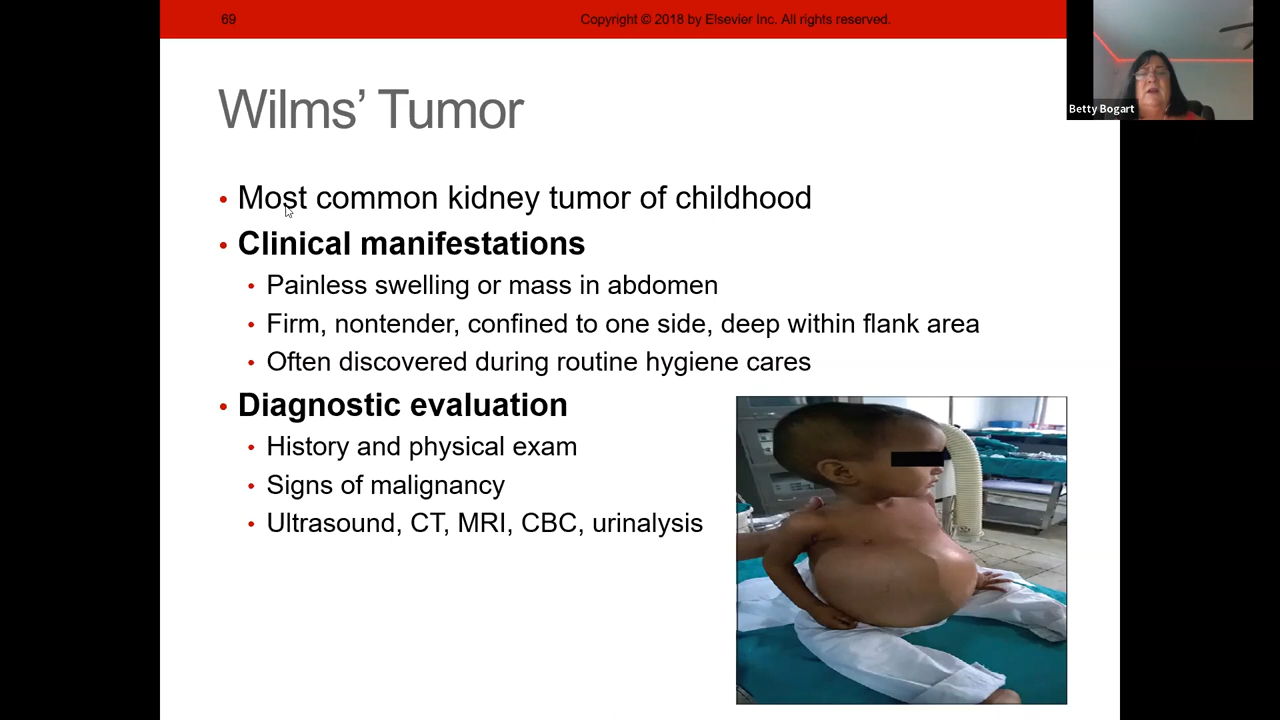 69
Copyright © 2018 by Elsevier Inc. All rights reserved.
Betty Bogart
Wilms’ Tumor
• Most common kidney tumor of childhood
• Clinical manifestations
• Painless swelling or mass in abdomen
• Firm, nontender, confined to one side, deep within flank area
• Often discovered during routine hygiene cares
• Diagnostic evaluation
• History and physical exam
• Signs of malignancy
• Ultrasound, CT, MRI, CBC, urinalysis